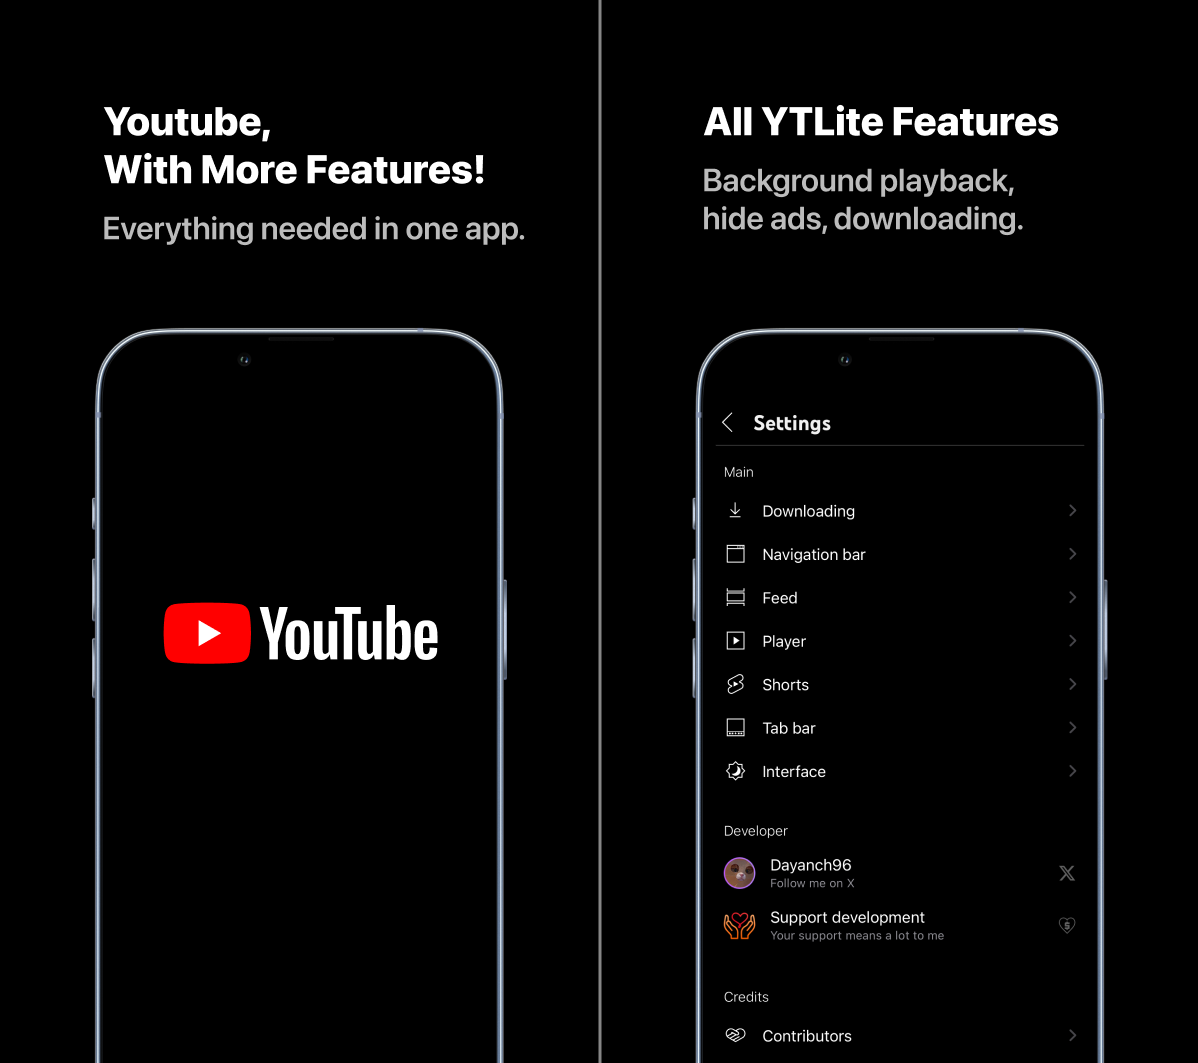 Youtube,
With More Features!
Everything needed in one app.
YouTube
All YTLite Features
Background playback,
hide ads, downloading.
Settings
Main
Downloading
Navigation bar
Feed
Player
Shorts
Tab bar
Interface
Developer
Dayanch96
Follow me on X
Support development
Your support means a lot to me
Credits
Contributors